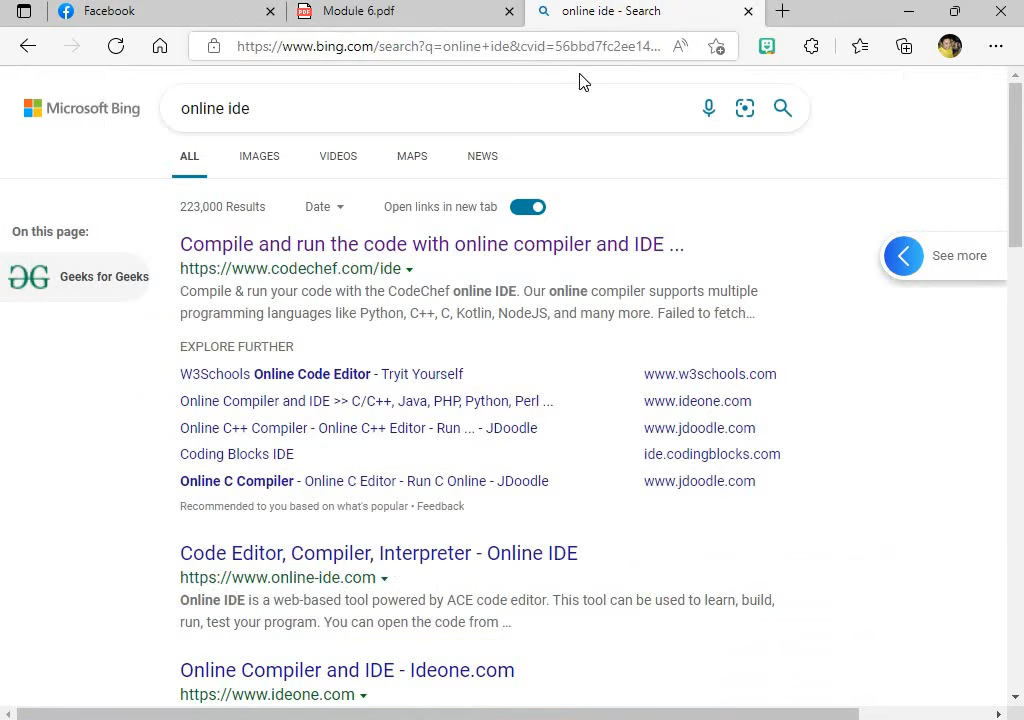 Facebook
Module 6.pdf
online ide - Search
https://www.bing.com/search?q=online+ide&cvid=56bbd7fc2ee14...
Microsoft Bing
online ide
ALL
IMAGES
VIDEOS
MAPS
NEWS
223,000 Results
Date
Open links in new tab
On this page:
Geeks for Geeks
Compile and run the code with online compiler and IDE ...
https://www.codechef.com/ide
Compile & run your code with the CodeChef online IDE. Our online compiler supports multiple
programming languages like Python, C++, C, Kotlin, NodeJS, and many more. Failed to fetch...
See more
EXPLORE FURTHER
W3Schools Online Code Editor - Tryit Yourself www.w3schools.com
Online Compiler and IDE >> C/C++, Java, PHP, Python, Perl ... www.ideone.com
Online C++ Compiler - Online C++ Editor - Run ... - JDoodle www.jdoodle.com
Coding Blocks IDE ide.codingblocks.com
Online C Compiler - Online C Editor - Run C Online - JDoodle www.jdoodle.com
Recommended to you based on what's popular • Feedback
Code Editor, Compiler, Interpreter - Online IDE
https://www.online-ide.com
Online IDE is a web-based tool powered by ACE code editor. This tool can be used to learn, build,
run, test your program. You can open the code from ...
Online Compiler and IDE - Ideone.com
https://www.ideone.com